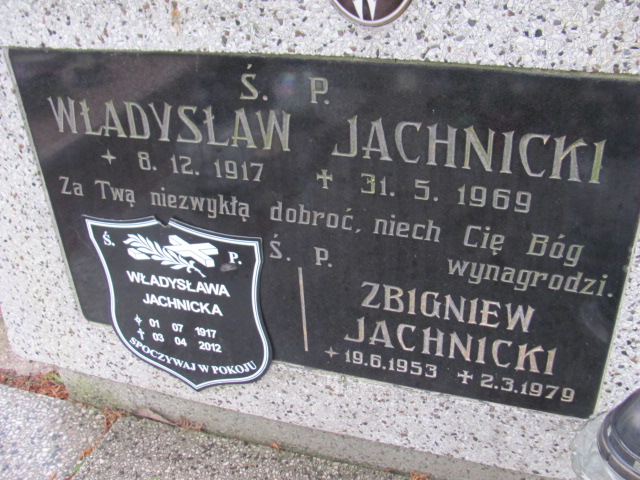 Ś. P.
WŁADYSŁAW JACHNICKI
8. 12. 1917 31. 5. 1969
Za Twą niezwykłą dobroć, niech Cię Bóg
wynagrodzi.
Ś. P.
ZBIGNIEW
JACHNICKI
19.6.1953 2.3.1979
Ś. P.
WŁADYSŁAWA
JACHNICKA
01 07 1917
03 04 2012
SPOCZYWAJ W POKOJU